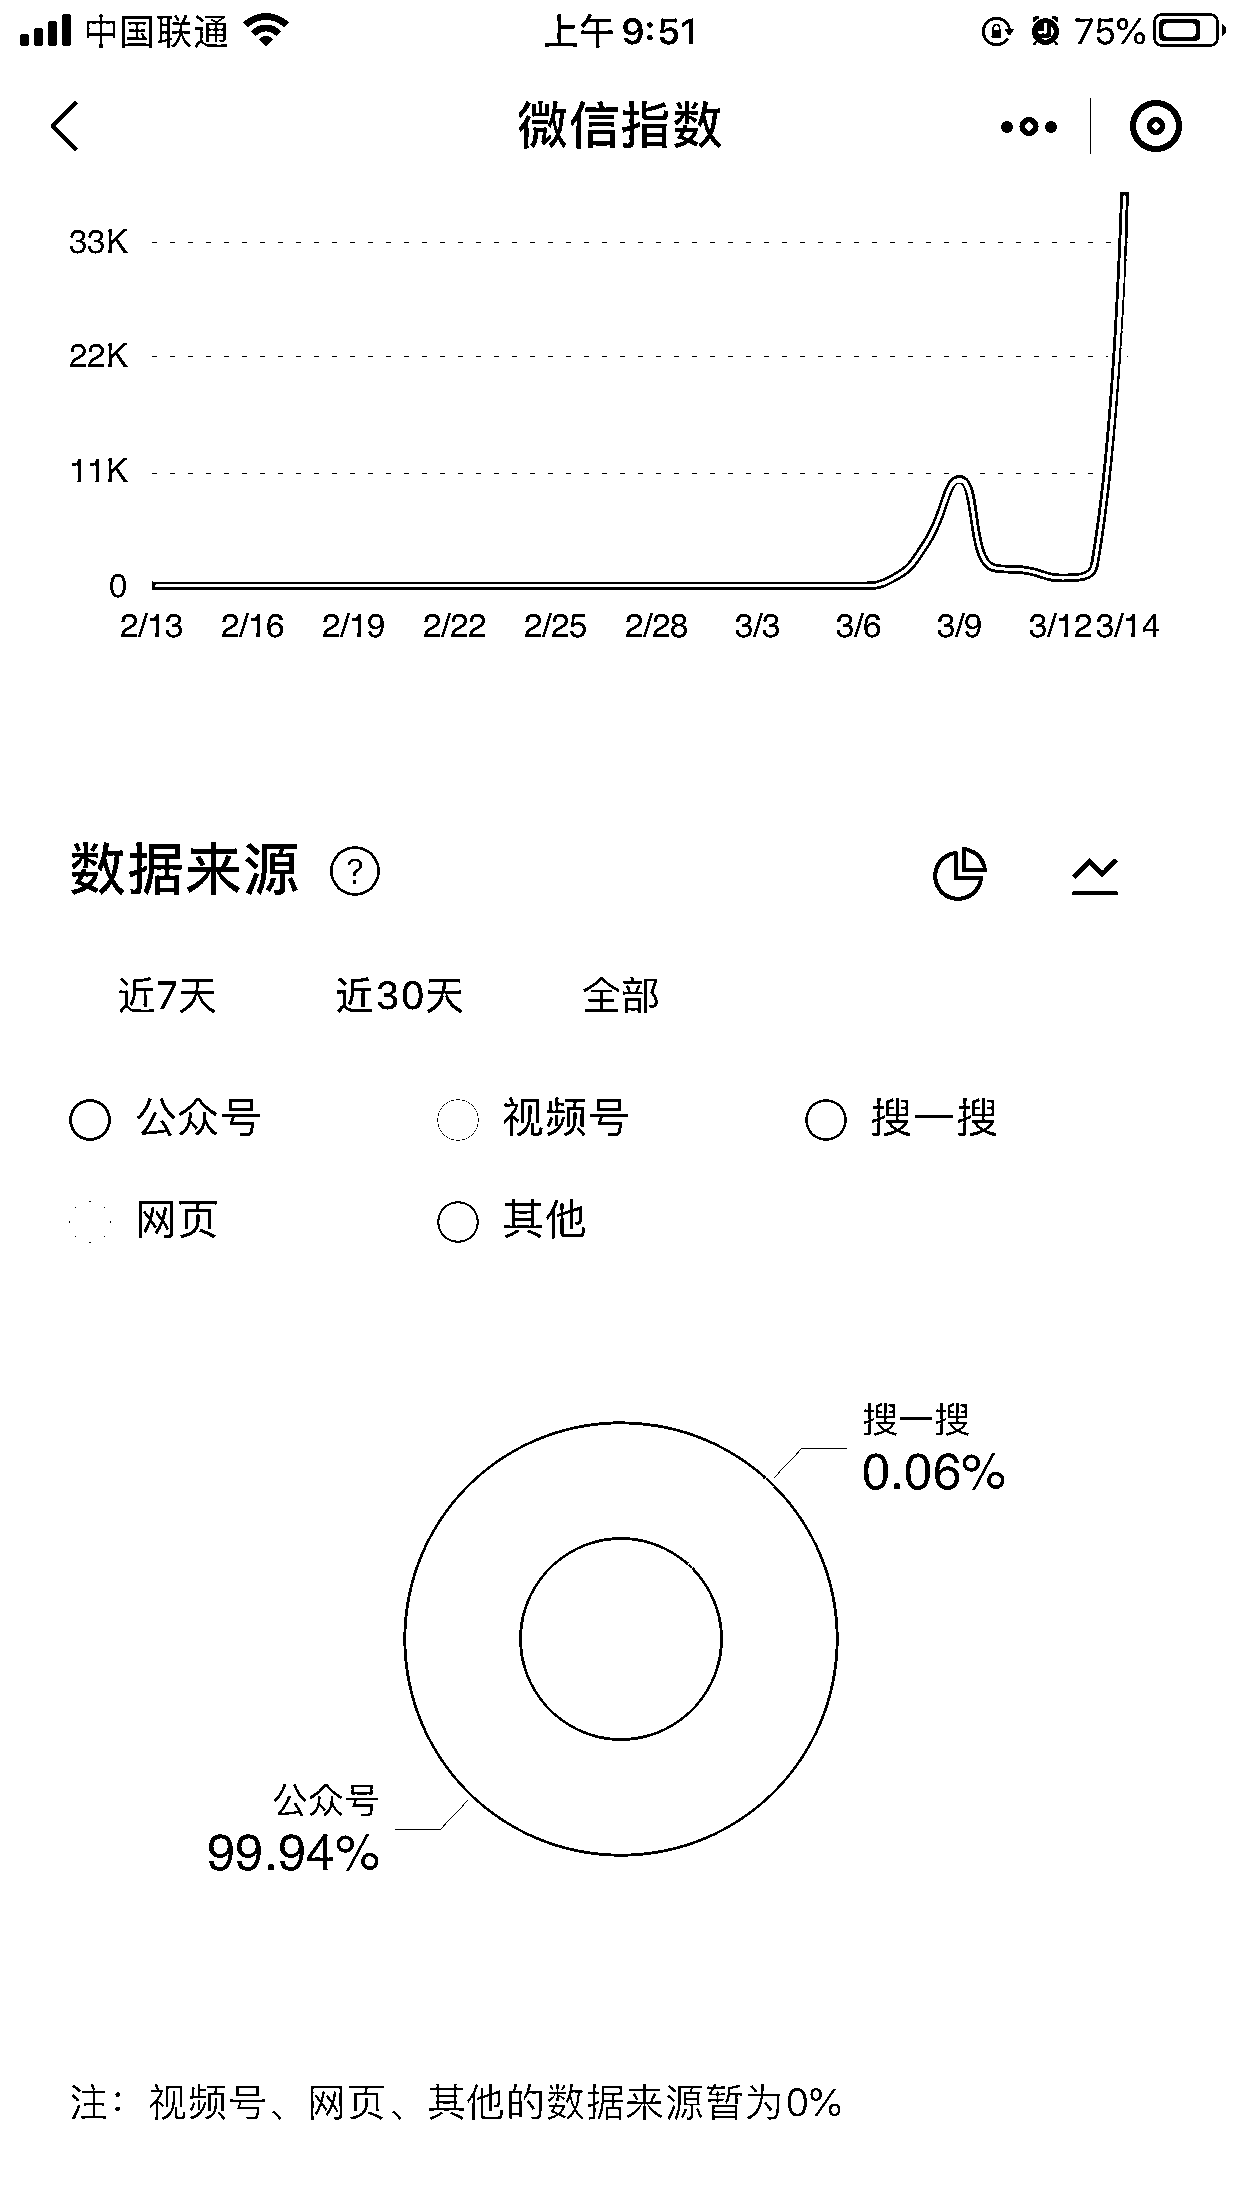 中国联通 上午 9:51 75%
微信指数
33K
22K
11K
0
2/13 2/16 2/19 2/22 2/25 2/28 3/3 3/6 3/9 3/12 3/14
数据来源 ?
近7天 近30天 全部
公众号 视频号 搜一搜
网页 其他
搜一搜
0.06%
公众号
99.94%
注：视频号、网页、其他的数据来源暂为0%